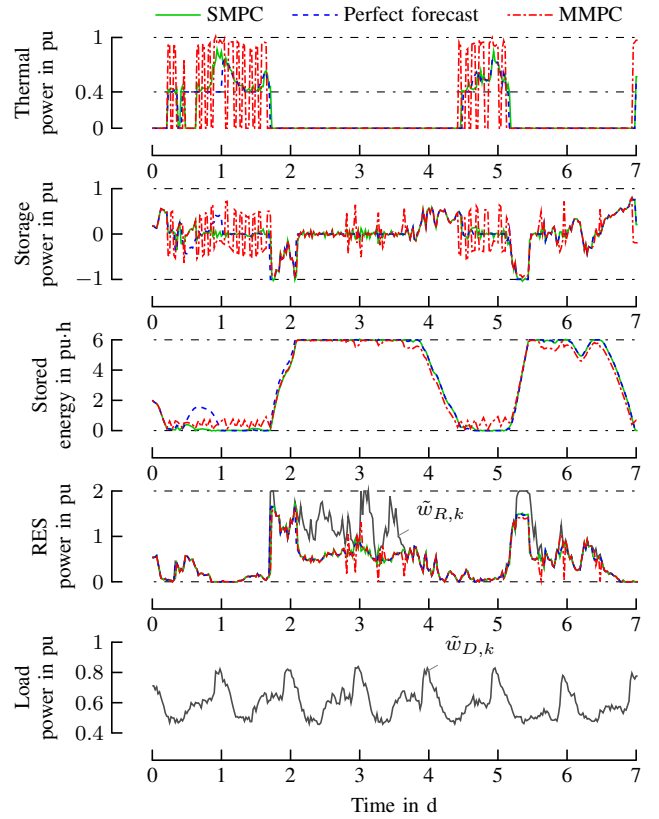 SMPC Perfect forecast MMPC
Thermal power in pu
1
0.4
0
0 1 2 3 4 5 6 7
Storage power in pu
1
0
−1
0 1 2 3 4 5 6 7
Stored energy in pu·h
6
4
2
0
0 1 2 3 4 5 6 7
RES power in pu
2
1
0
w̃R,k
0 1 2 3 4 5 6 7
Load power in pu
0.8
0.6
0.4
w̃D,k
0 1 2 3 4 5 6 7
Time in d